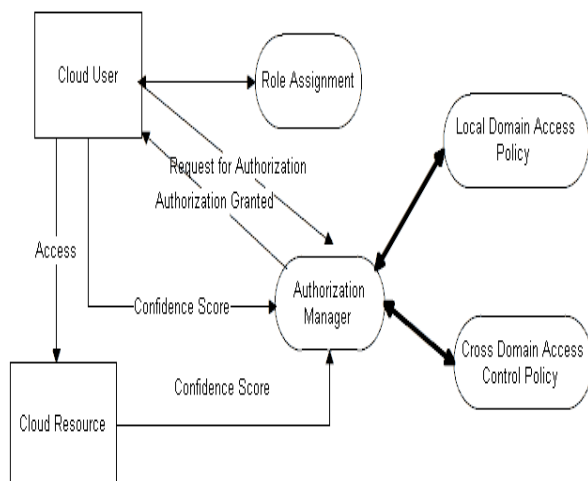 Cloud User
Role Assignment
Local Domain Access
Policy
Request for Authorization
Authorization Granted
Access
Authorization
Manager
Confidence Score
Cross Domain Access
Control Policy
Confidence Score
Cloud Resource